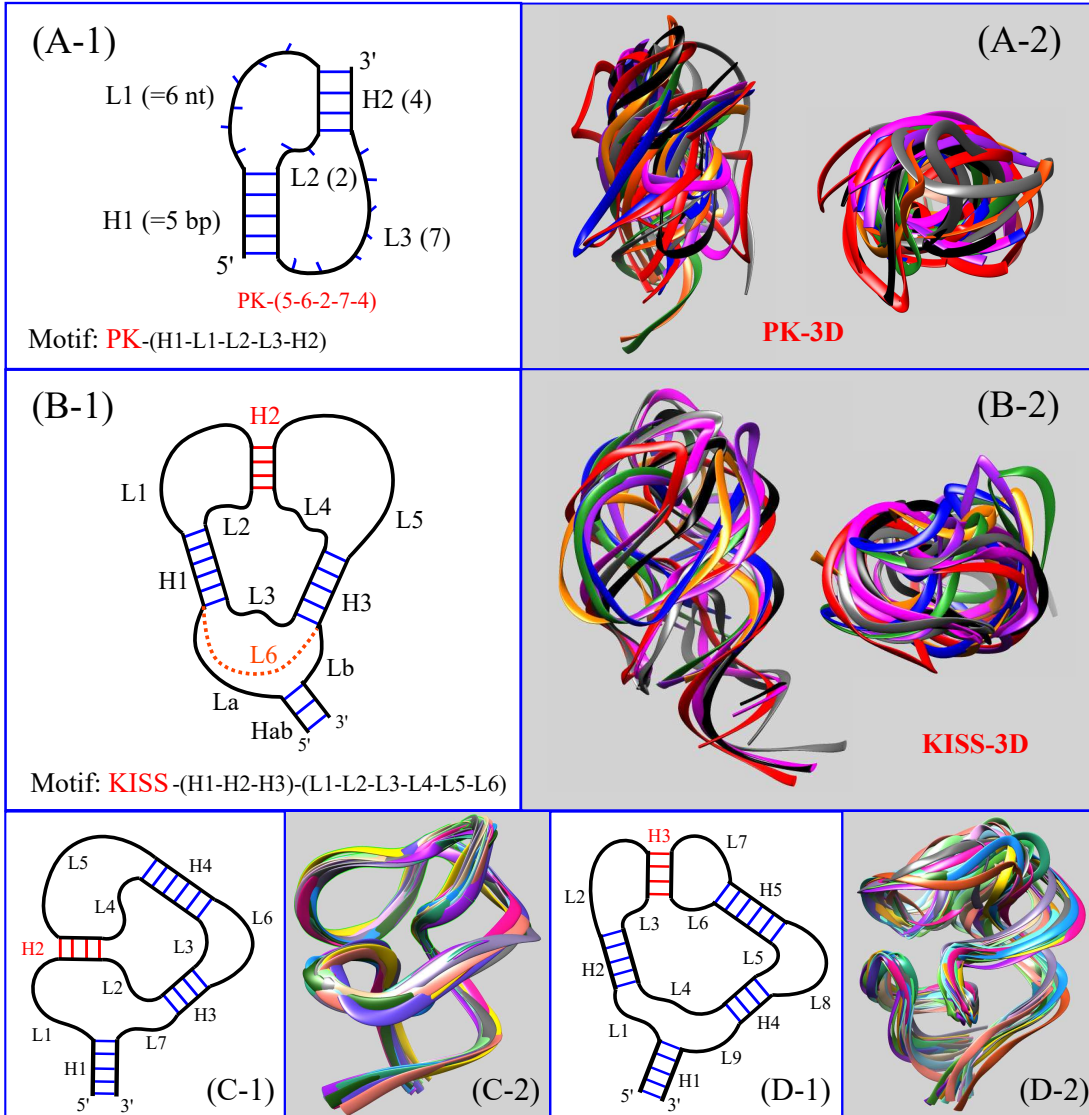 (A-1)
3'
L1 (=6 nt)
H2 (4)
L2 (2)
H1 (=5 bp)
L3 (7)
5'
PK-(5-6-2-7-4)
Motif: PK-(H1-L1-L2-L3-H2)
(A-2)
PK-3D
(B-1)
H2
L1
L2
L4
L5
H1
L3
H3
L6
Lb
La
Hab
3'
5'
Motif: KISS-(H1-H2-H3)-(L1-L2-L3-L4-L5-L6)
(B-2)
KISS-3D
L5
H4
L4
L6
H2
L3
L2
H3
L1
L7
H1
5'
3'
(C-1)
(C-2)
H3
L7
L2
H5
L3
L6
H2
L5
L4
L8
H4
L1
L9
H1
5'
3'
(D-1)
(D-2)